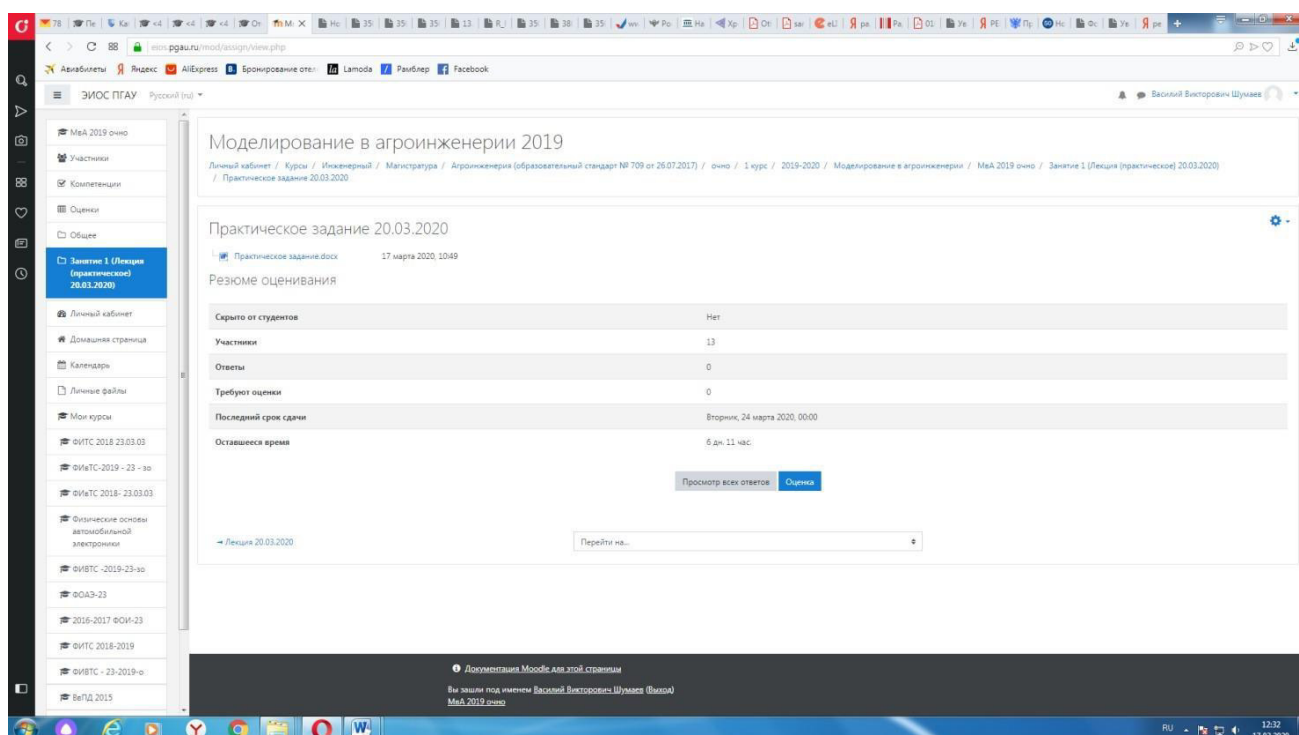 eios.pgau.ru/mod/assign/view.php
Авиабилеты Яндекс AliExpress Бронирование оте Lamoda Рамблер Facebook
ЭИОС ПГАУ Русский (ru)
Василий Викторович Шумаев
МвА 2019 очно
Участники
Компетенции
Оценки
Общее
Занятие 1 (Лекция
(практическое)
20.03.2020)
Личный кабинет
Домашняя страница
Календарь
Личные файлы
Мои курсы
ФИТС 2018 23.03.03
ФИвТС-2019 - 23 - зо
ФИвТС 2018- 23.03.03
Физические основы
автомобильной
электроники
ФИВТС -2019-23-зо
ФОАЭ-23
2016-2017 ФОИ-23
ФИТС 2018-2019
ФИВТС - 23-2019-о
ВвПД 2015
Моделирование в агроинженерии 2019
Личный кабинет / Курсы / Инженерный / Магистратура / Агроинженерия (образовательный стандарт № 709 от 26.07.2017) / очно / 1 курс / 2019-2020 / Моделирование в агроинженерии / МвА 2019 очно / Занятие 1 (Лекция (практическое) 20.03.2020)
/ Практическое задание 20.03.2020
Практическое задание 20.03.2020
Практическое задание.docx 17 марта 2020, 10:49
Резюме оценивания
Скрыто от студентов Нет
Участники 13
Ответы 0
Требуют оценки 0
Последний срок сдачи Вторник, 24 марта 2020, 00:00
Оставшееся время 6 дн. 11 час.
Просмотр всех ответов Оценка
→ Лекция 20.03.2020 Перейти на...
Документация Moodle для этой страницы
Вы зашли под именем Василий Викторович Шумаев (Выход)
МвА 2019 очно
RU 12:32